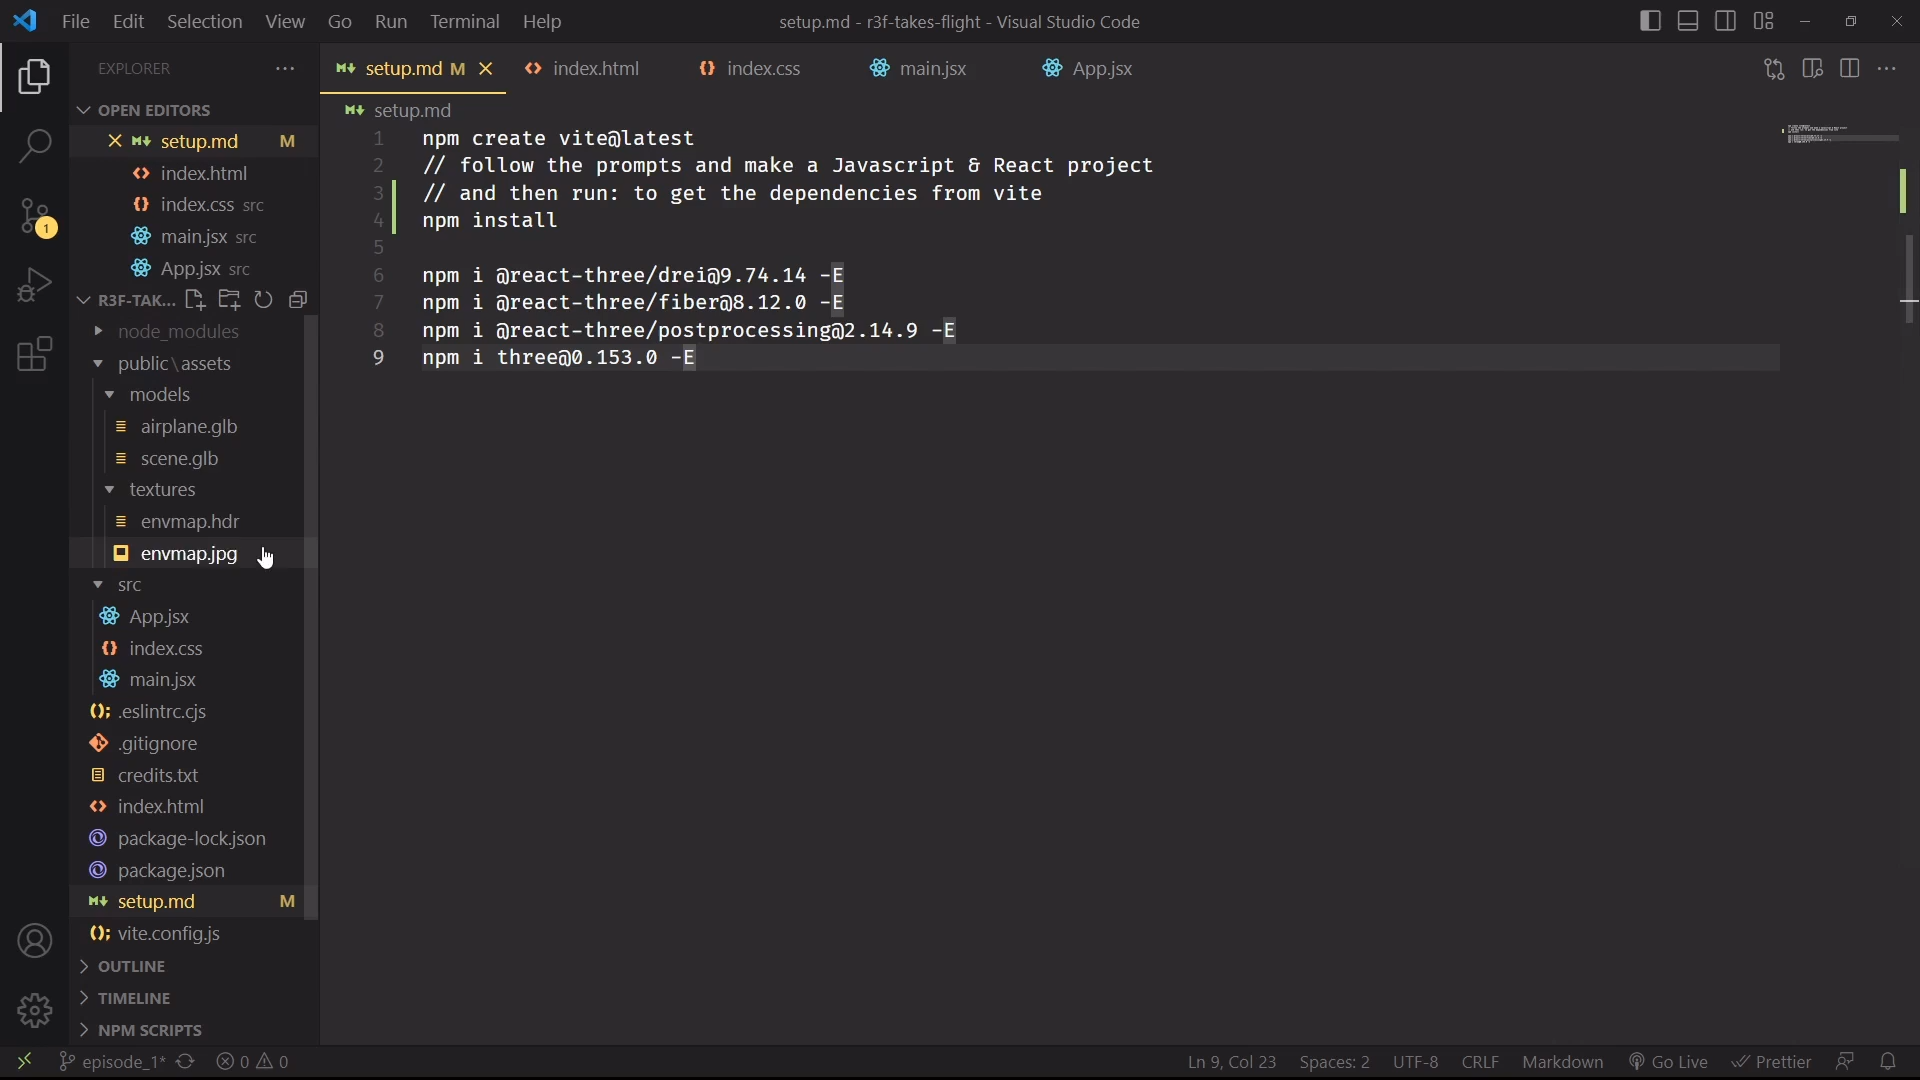 File Edit Selection View Go Run Terminal Help
setup.md - r3f-takes-flight - Visual Studio Code
EXPLORER
setup.md M
index.html
index.css
main.jsx
App.jsx
OPEN EDITORS
setup.md M
index.html
index.css src
main.jsx src
App.jsx src
R3F-TAK...
node_modules
public\assets
models
airplane.glb
scene.glb
textures
envmap.hdr
envmap.jpg
src
App.jsx
index.css
main.jsx
.eslintrc.cjs
.gitignore
credits.txt
index.html
package-lock.json
package.json
setup.md M
vite.config.js
OUTLINE
TIMELINE
NPM SCRIPTS
setup.md
1 npm create vite@latest
2 // follow the prompts and make a Javascript & React project
3 // and then run: to get the dependencies from vite
4 npm install
5
6 npm i @react-three/drei@9.74.14 -E
7 npm i @react-three/fiber@8.12.0 -E
8 npm i @react-three/postprocessing@2.14.9 -E
9 npm i three@0.153.0 -E
1
episode_1* 0 0
Ln 9, Col 23 Spaces: 2 UTF-8 CRLF Markdown Go Live Prettier